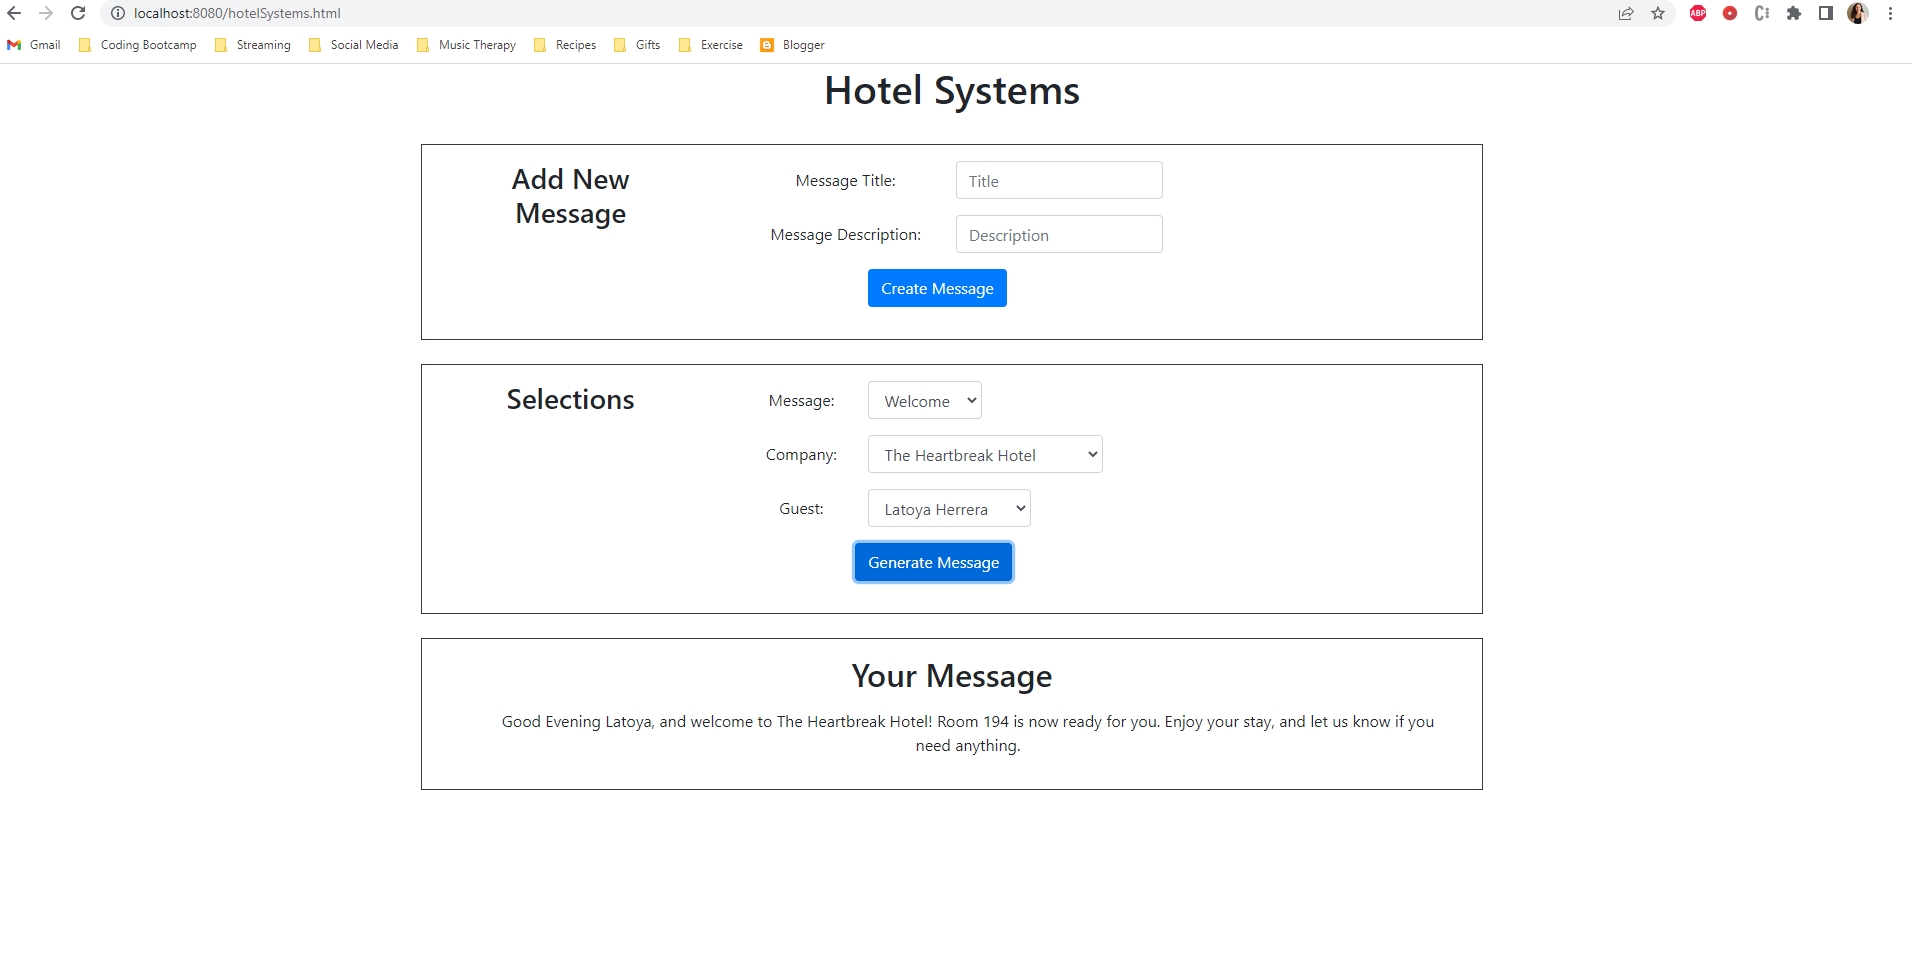 localhost:8080/hotelSystems.html
ABP
Gmail Coding Bootcamp Streaming Social Media Music Therapy Recipes Gifts Exercise Blogger
Hotel Systems
Add New
Message
Message Title: Title
Message Description: Description
Create Message
Selections
Message: Welcome
Company: The Heartbreak Hotel
Guest: Latoya Herrera
Generate Message
Your Message
Good Evening Latoya, and welcome to The Heartbreak Hotel! Room 194 is now ready for you. Enjoy your stay, and let us know if you
need anything.